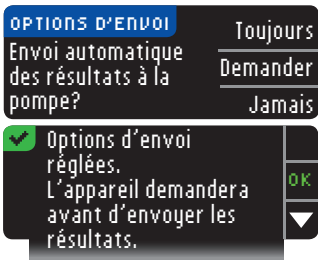 OPTIONS D'ENVOI
Envoi automatique
des résultats à la
pompe?
Toujours
Demander
Jamais
Options d'envoi
réglées.
L'appareil demandera
avant d'envoyer les
résultats.
OK